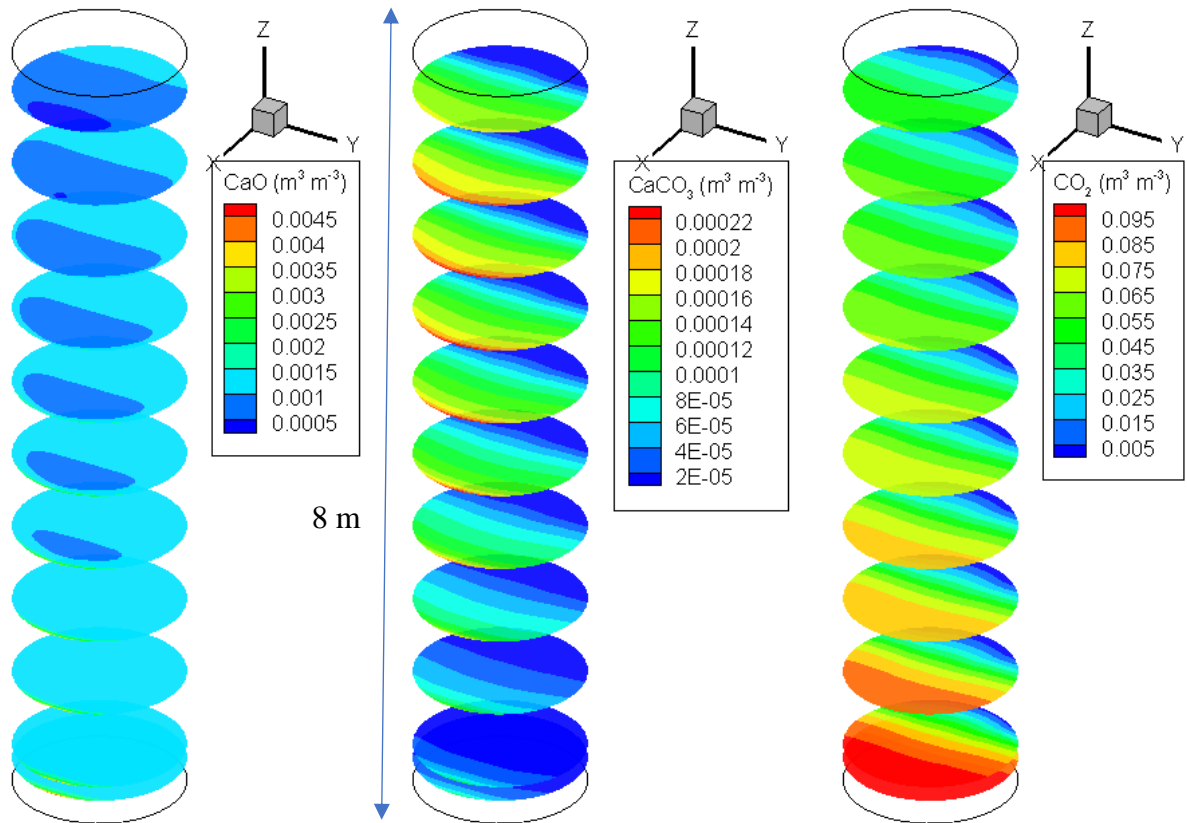 Z
Y
X
CaO (m³ m⁻³)
0.0045
0.004
0.0035
0.003
0.0025
0.002
0.0015
0.001
0.0005
8 m
Z
Y
X
CaCO₃ (m³ m⁻³)
0.00022
0.0002
0.00018
0.00016
0.00014
0.00012
0.0001
8E-05
6E-05
4E-05
2E-05
Z
Y
X
CO₂ (m³ m⁻³)
0.095
0.085
0.075
0.065
0.055
0.045
0.035
0.025
0.015
0.005